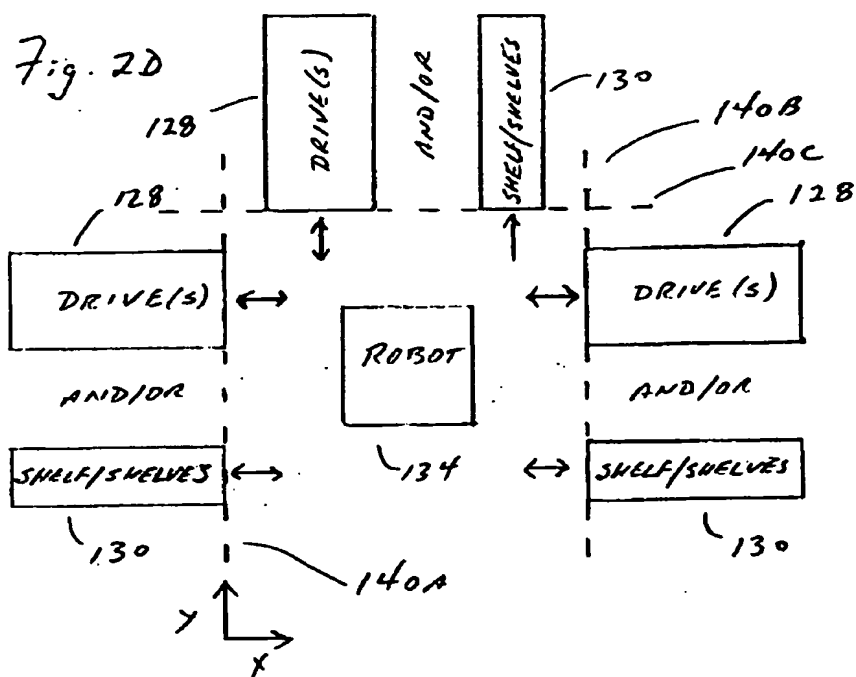 Fig. 2D
128
DRIVE(S)
AND/OR
SHELF/SHELVES
130
140B
140C
128
128
DRIVE(S)
DRIVE(S)
ROBOT
AND/OR
AND/OR
134
SHELF/SHELVES
SHELF/SHELVES
130
130
140A
Y
X